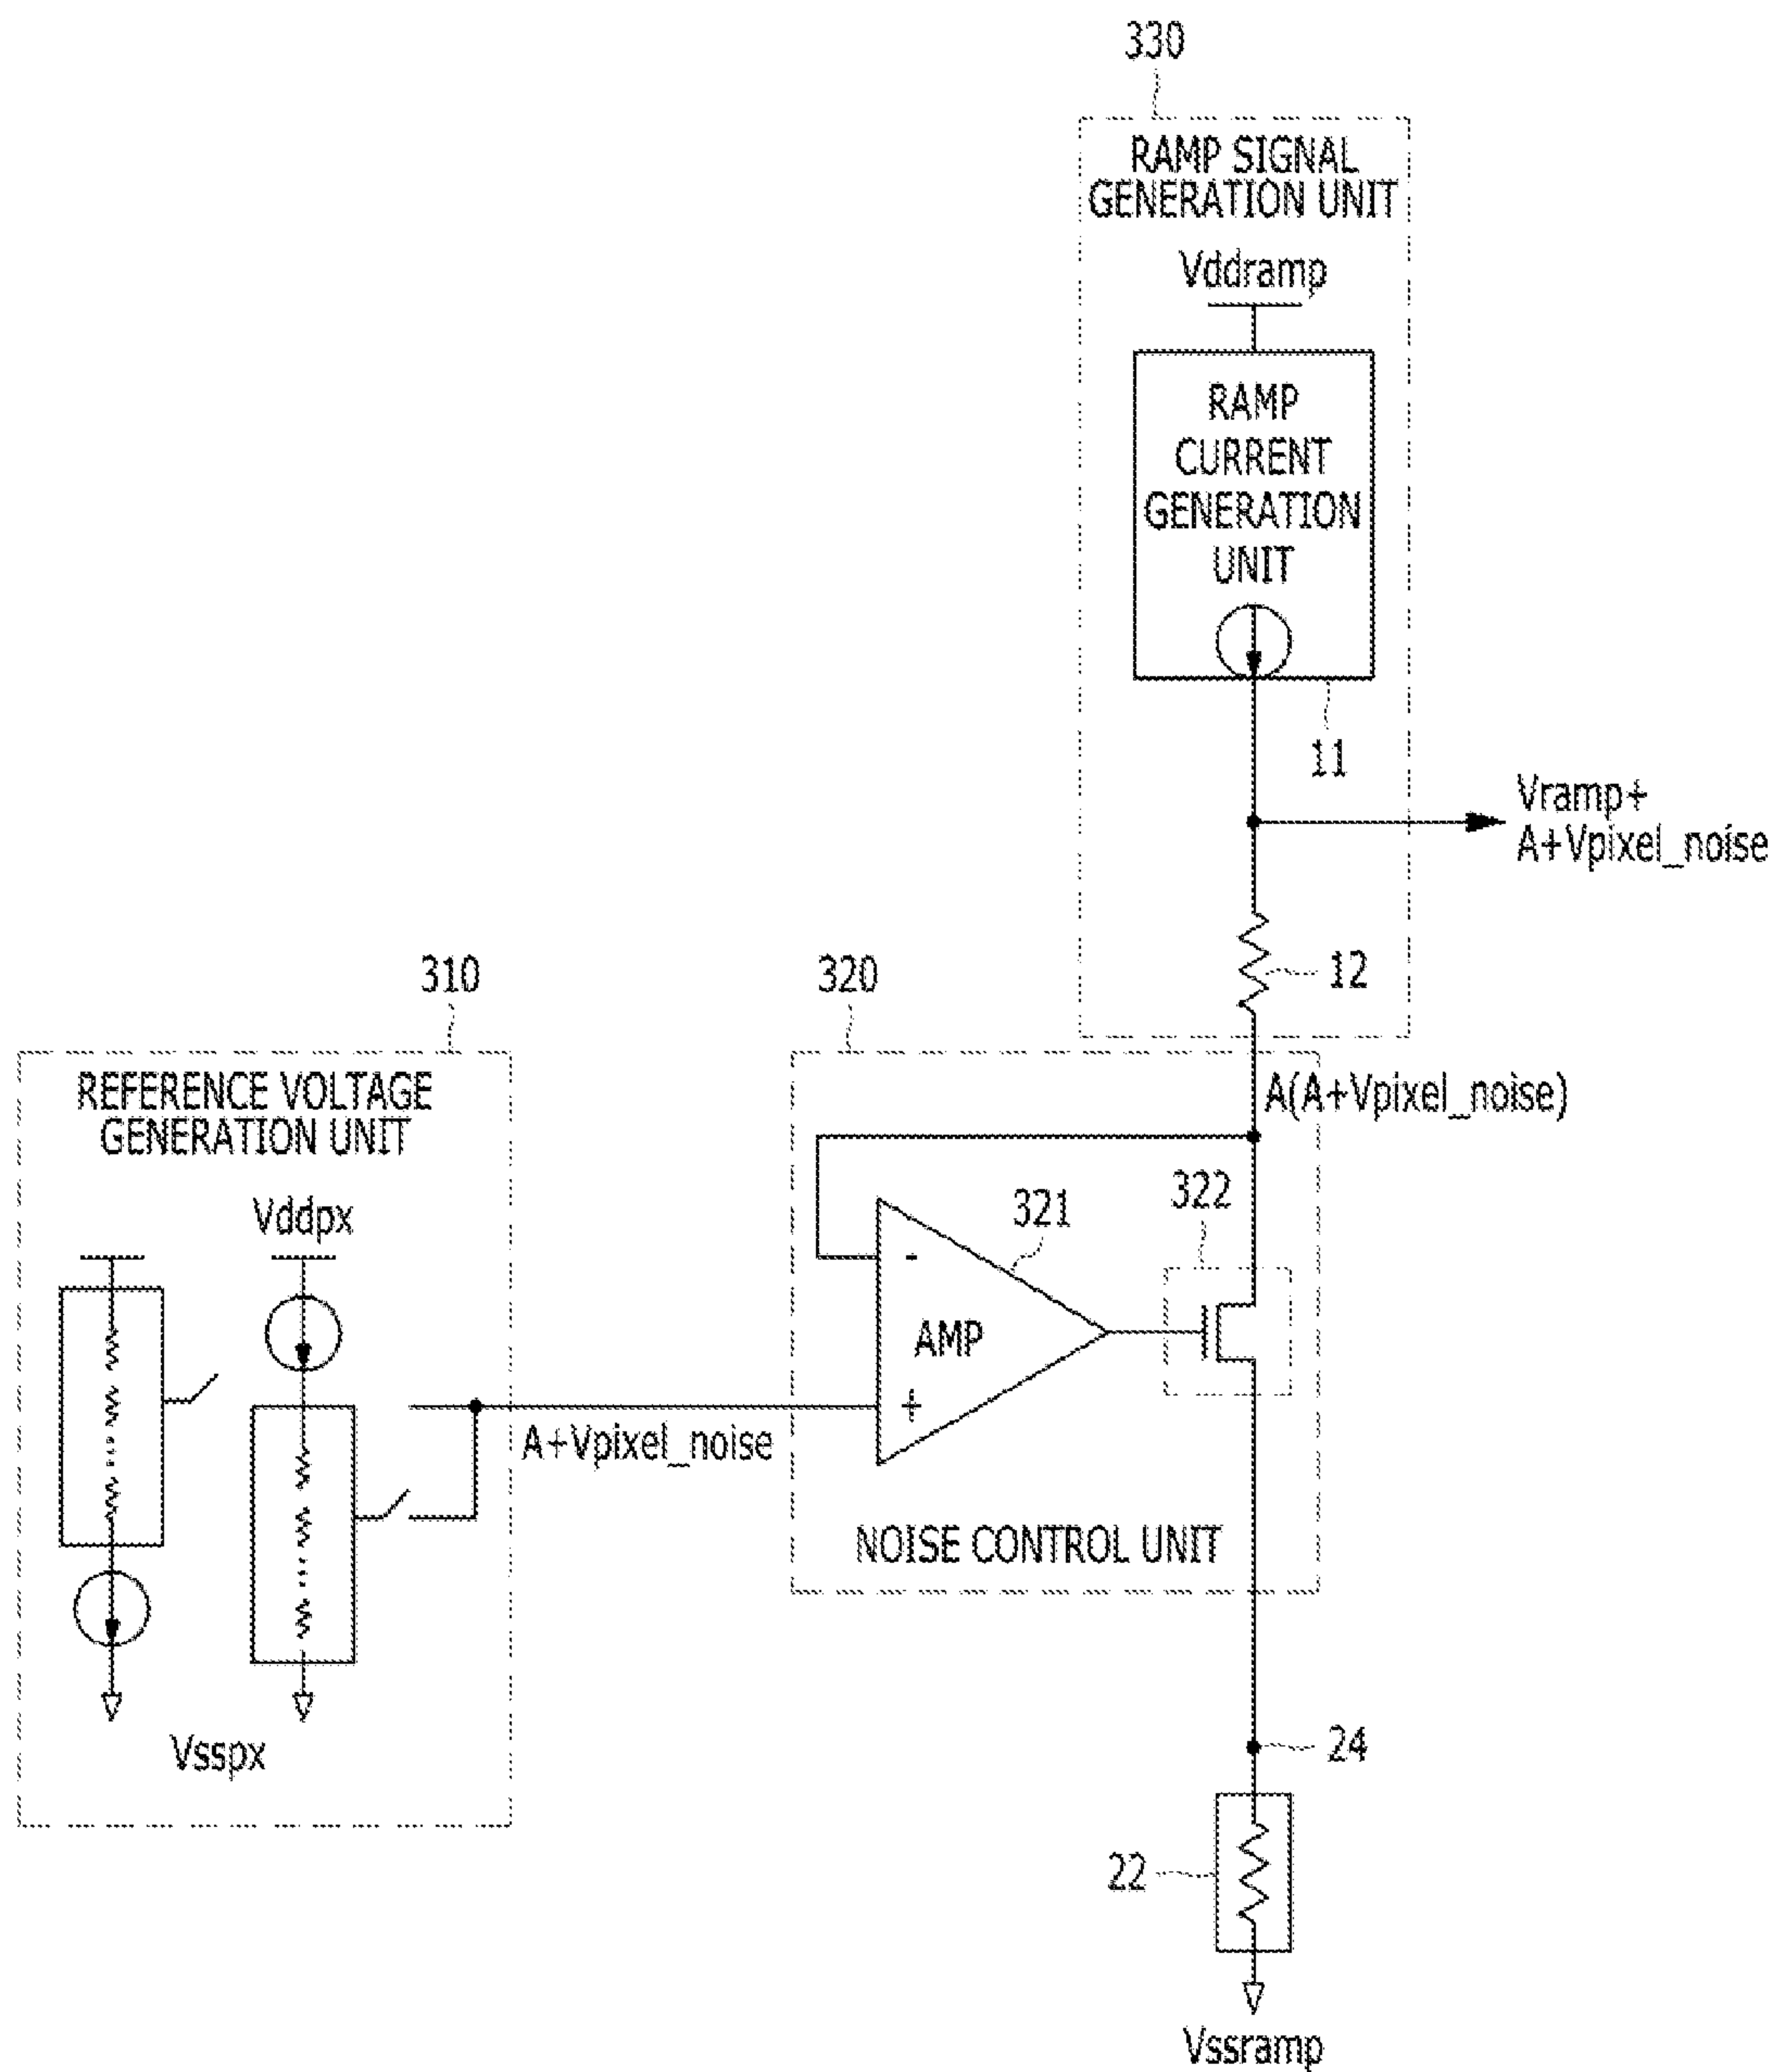 330
RAMP SIGNAL
GENERATION UNIT
Vddramp
RAMP
CURRENT
GENERATION
UNIT
11
Vramp+
A+Vpixel_noise
12
310
320
REFERENCE VOLTAGE
GENERATION UNIT
A(A+Vpixel_noise)
Vddpx
321
322
-
AMP
+
A+Vpixel_noise
NOISE CONTROL UNIT
Vsspx
24
22
Vssramp